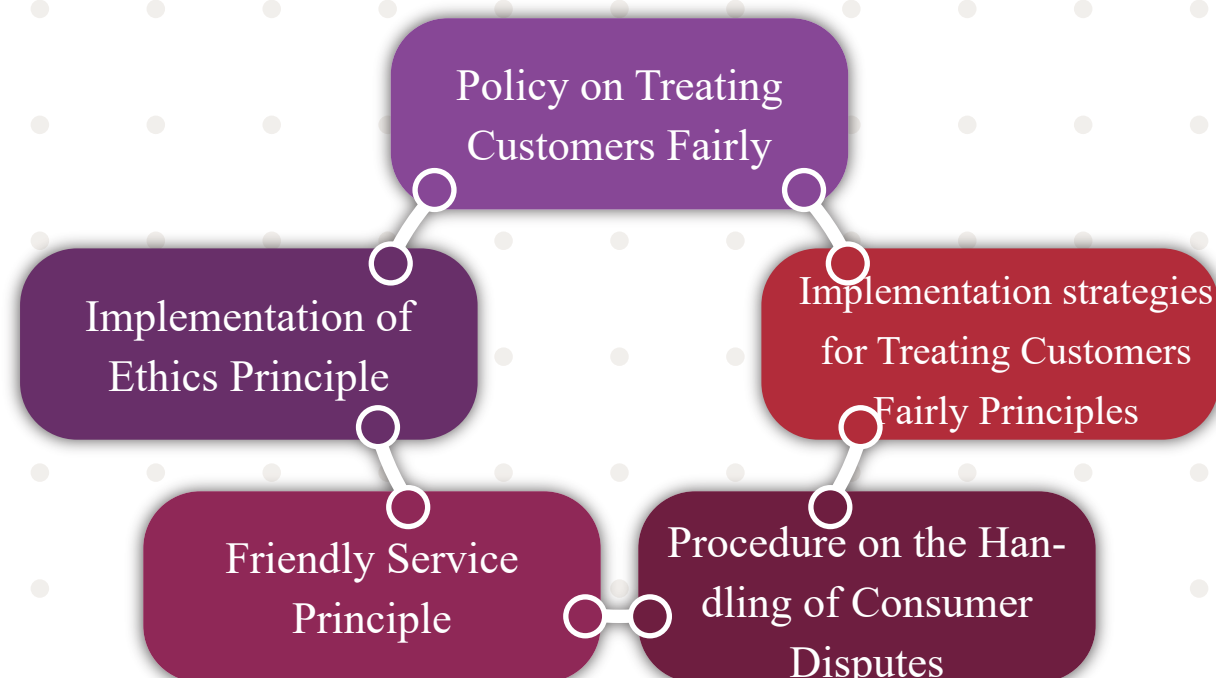 Policy on Treating
Customers Fairly
Implementation of
Ethics Principle
Implementation strategies
for Treating Customers
Fairly Principles
Friendly Service
Principle
Procedure on the Han-
dling of Consumer
Disputes